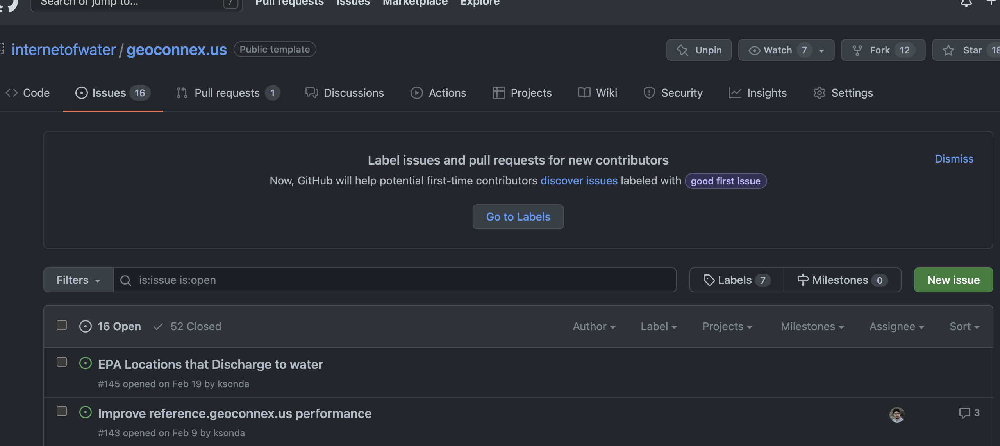 Search or jump to... /
Pull requests Issues Marketplace Explore
internetofwater / geoconnex.us Public template
Unpin Watch 7 Fork 12 Star
Code Issues 16 Pull requests 1 Discussions Actions Projects Wiki Security Insights Settings
Label issues and pull requests for new contributors
Dismiss
Now, GitHub will help potential first-time contributors discover issues labeled with good first issue
Go to Labels
Filters is:issue is:open Labels 7 Milestones 0 New issue
16 Open 52 Closed Author Label Projects Milestones Assignee Sort
EPA Locations that Discharge to water
#145 opened on Feb 19 by ksonda
Improve reference.geoconnex.us performance 3
#143 opened on Feb 9 by ksonda